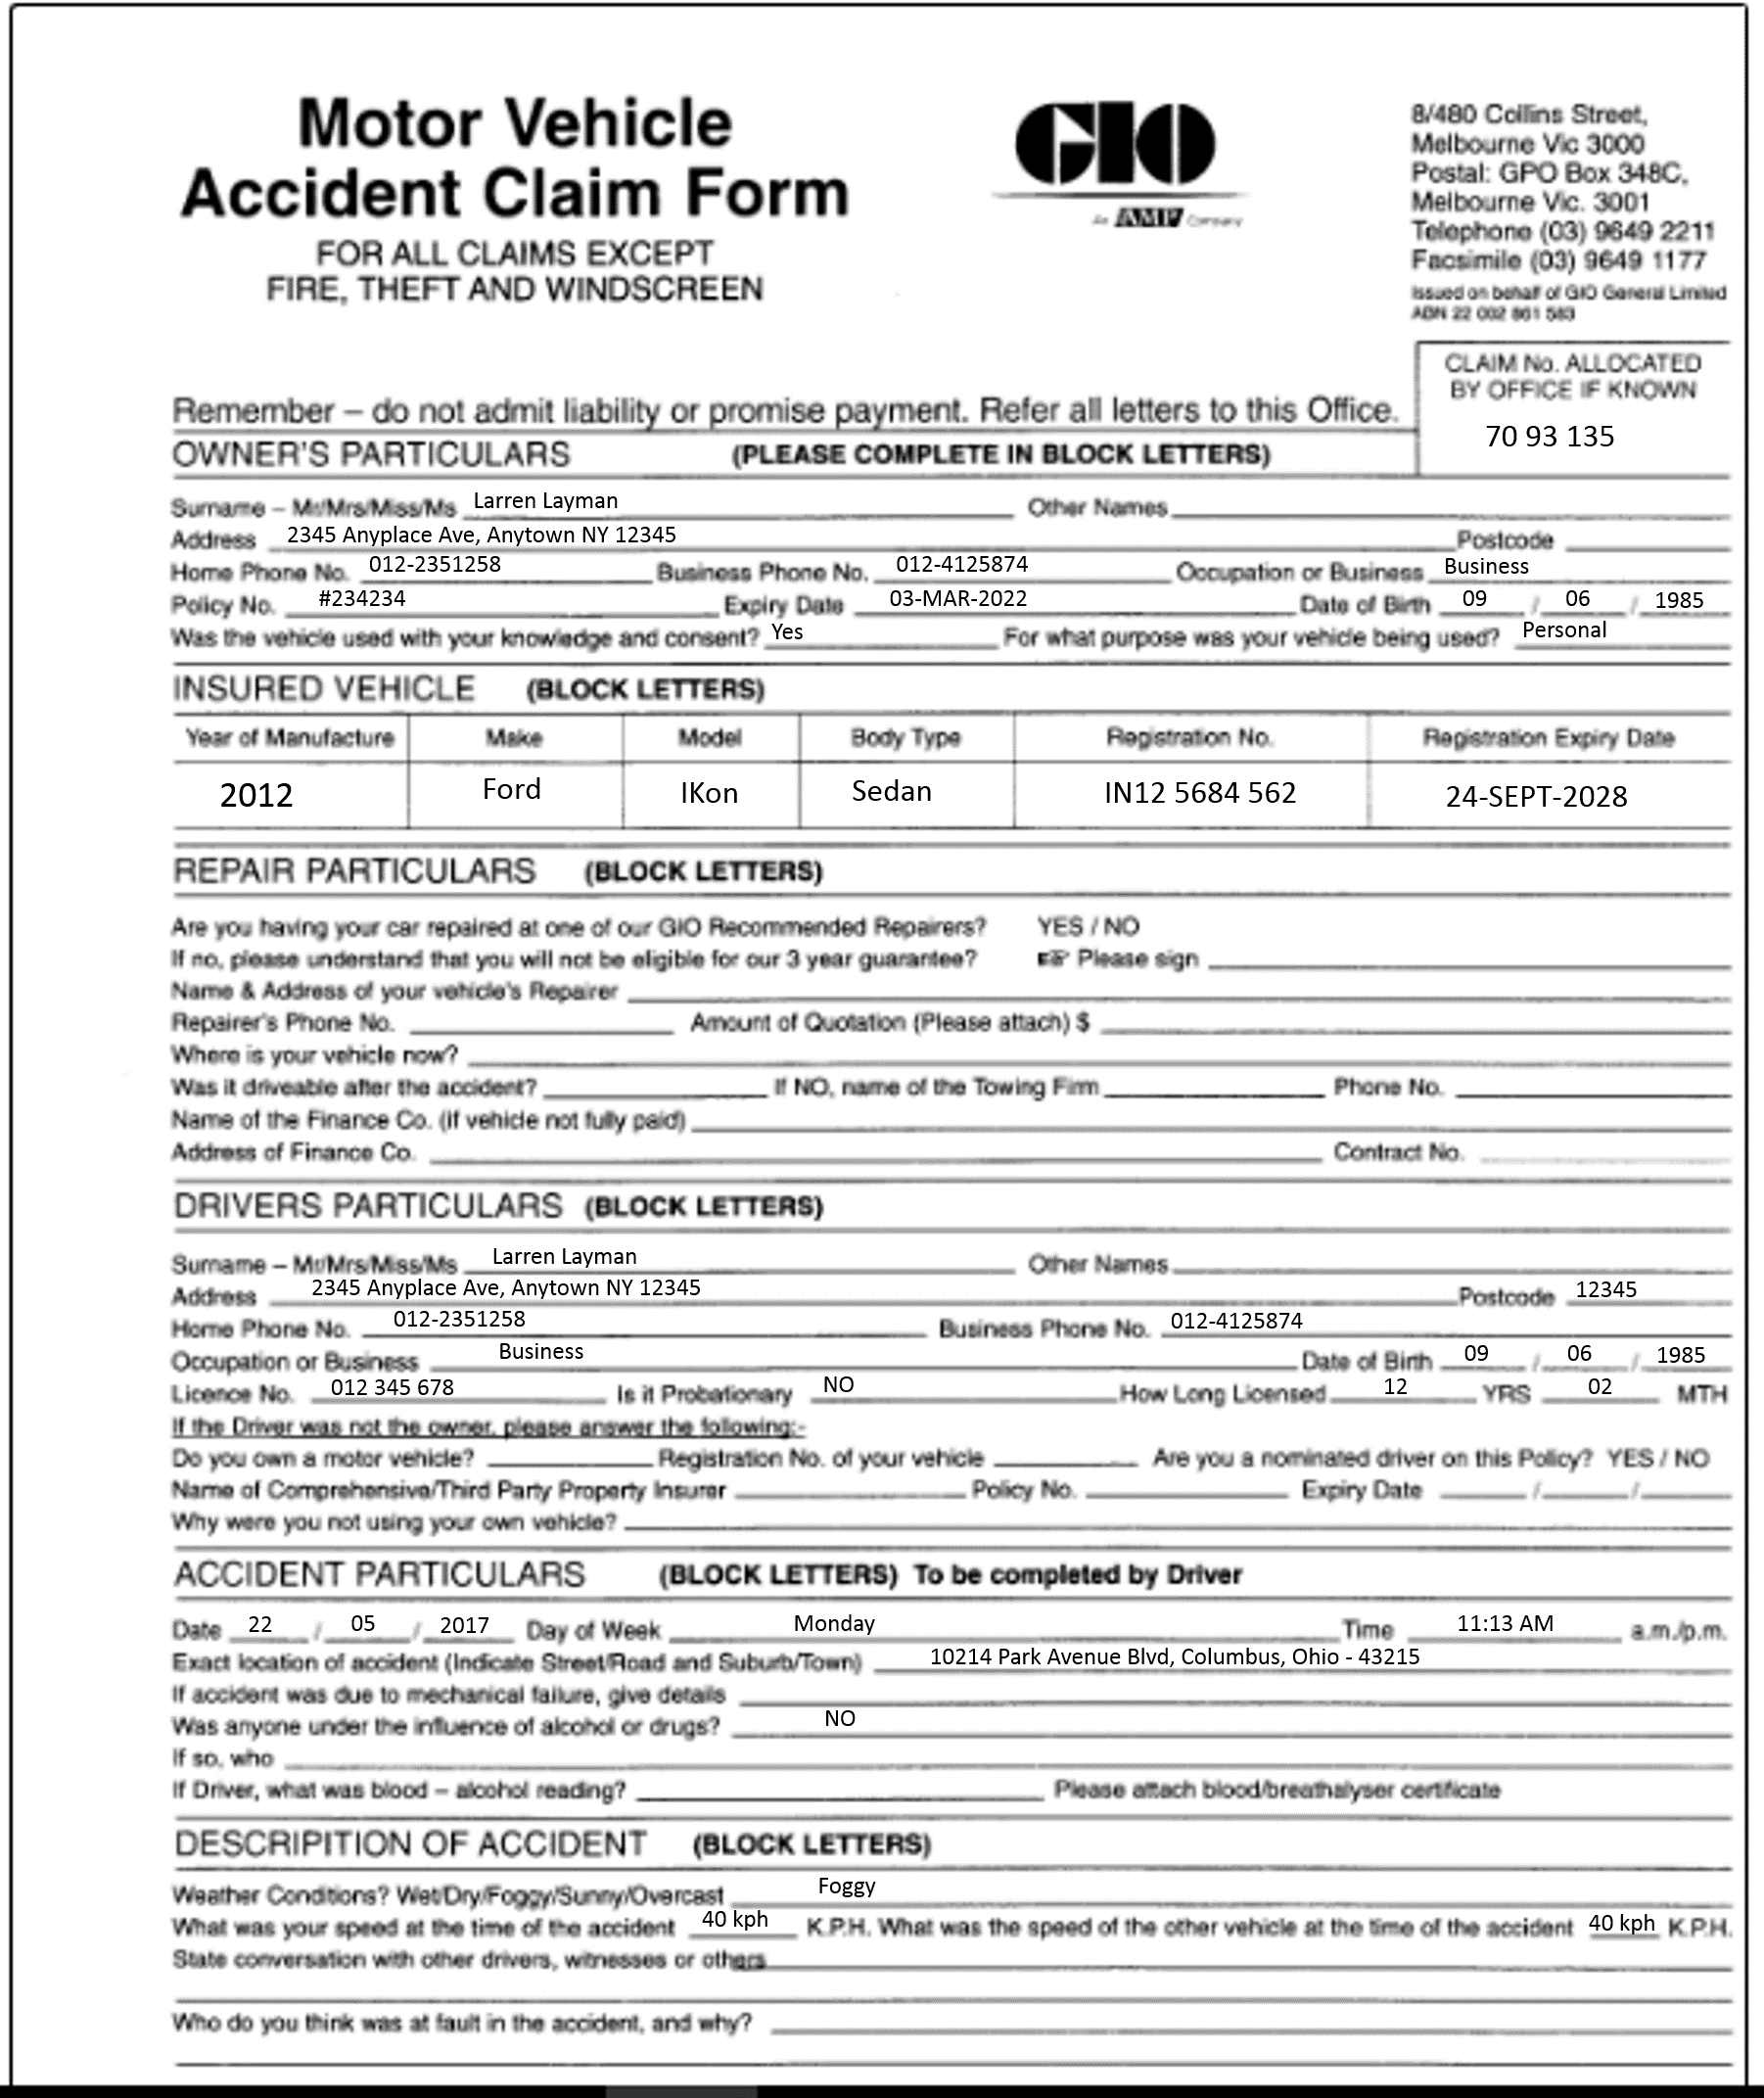 Motor Vehicle
Accident Claim Form
FOR ALL CLAIMS EXCEPT
FIRE, THEFT AND WINDSCREEN
GIO
An AMP Company
8/480 Collins Street,
Melbourne Vic 3000
Postal: GPO Box 348C,
Melbourne Vic. 3001
Telephone (03) 9649 2211
Facsimile (03) 9649 1177
Issued on behalf of GIO General Limited
ABN 22 002 861 583
CLAIM No. ALLOCATED
BY OFFICE IF KNOWN
70 93 135
Remember – do not admit liability or promise payment. Refer all letters to this Office.
OWNER'S PARTICULARS (PLEASE COMPLETE IN BLOCK LETTERS)
Surname – Mr/Mrs/Miss/Ms Larren Layman Other Names
Address 2345 Anyplace Ave, Anytown NY 12345 Postcode
Home Phone No. 012-2351258 Business Phone No. 012-4125874 Occupation or Business Business
Policy No. #234234 Expiry Date 03-MAR-2022 Date of Birth 09 / 06 / 1985
Was the vehicle used with your knowledge and consent? Yes For what purpose was your vehicle being used? Personal
INSURED VEHICLE (BLOCK LETTERS)
Year of Manufacture Make Model Body Type Registration No. Registration Expiry Date
2012 Ford IKon Sedan IN12 5684 562 24-SEPT-2028
REPAIR PARTICULARS (BLOCK LETTERS)
Are you having your car repaired at one of our GIO Recommended Repairers? YES / NO
If no, please understand that you will not be eligible for our 3 year guarantee? ☞ Please sign
Name & Address of your vehicle's Repairer
Repairer's Phone No. Amount of Quotation (Please attach) $
Where is your vehicle now?
Was it driveable after the accident? If NO, name of the Towing Firm Phone No.
Name of the Finance Co. (if vehicle not fully paid)
Address of Finance Co. Contract No.
DRIVERS PARTICULARS (BLOCK LETTERS)
Surname – Mr/Mrs/Miss/Ms Larren Layman Other Names
Address 2345 Anyplace Ave, Anytown NY 12345 Postcode 12345
Home Phone No. 012-2351258 Business Phone No. 012-4125874
Occupation or Business Business Date of Birth 09 / 06 / 1985
Licence No. 012 345 678 Is it Probationary NO How Long Licensed 12 YRS 02 MTH
If the Driver was not the owner, please answer the following:-
Do you own a motor vehicle? Registration No. of your vehicle Are you a nominated driver on this Policy? YES / NO
Name of Comprehensive/Third Party Property Insurer Policy No. Expiry Date / /
Why were you not using your own vehicle?
ACCIDENT PARTICULARS (BLOCK LETTERS) To be completed by Driver
Date 22 / 05 / 2017 Day of Week Monday Time 11:13 AM a.m./p.m.
Exact location of accident (Indicate Street/Road and Suburb/Town) 10214 Park Avenue Blvd, Columbus, Ohio - 43215
If accident was due to mechanical failure, give details
Was anyone under the influence of alcohol or drugs? NO
If so, who
If Driver, what was blood – alcohol reading? Please attach blood/breathalyser certificate
DESCRIPITION OF ACCIDENT (BLOCK LETTERS)
Weather Conditions? Wet/Dry/Foggy/Sunny/Overcast Foggy
What was your speed at the time of the accident 40 kph K.P.H. What was the speed of the other vehicle at the time of the accident 40 kph K.P.H.
State conversation with other drivers, witnesses or others
Who do you think was at fault in the accident, and why?